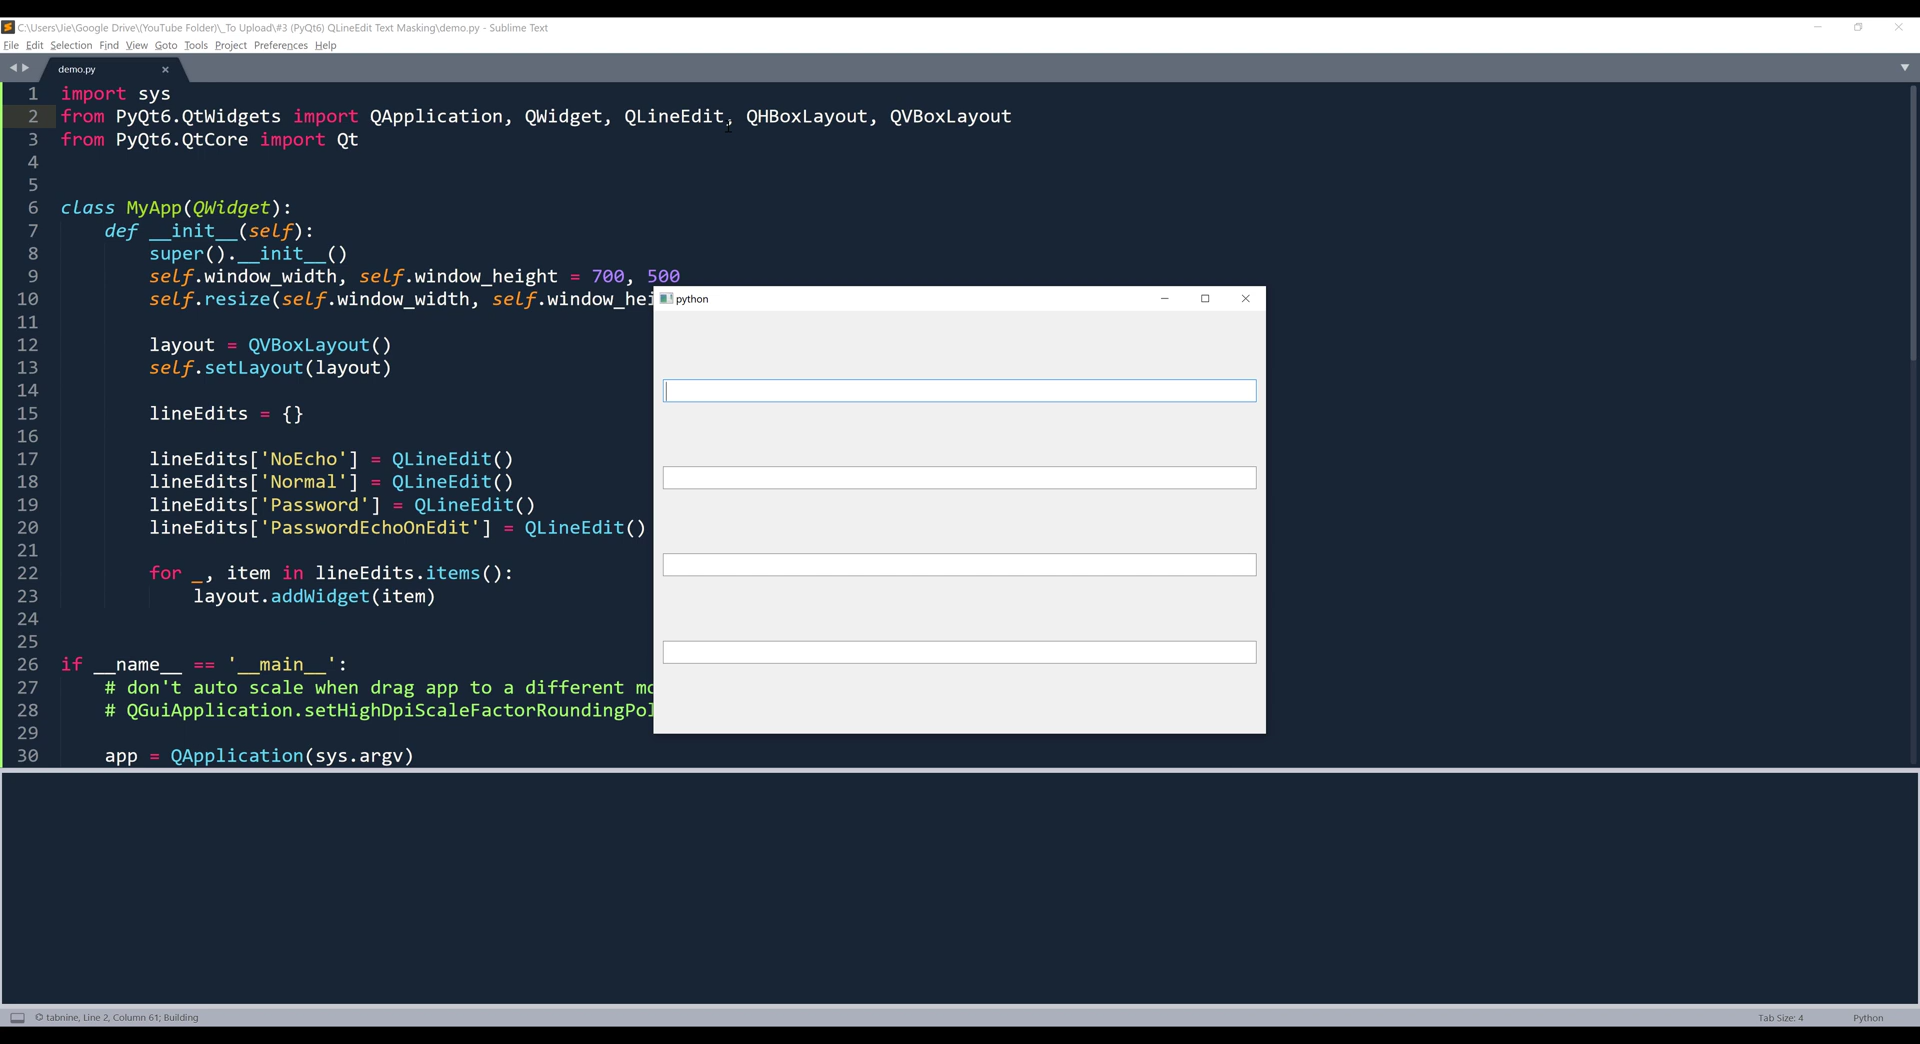 C:\Users\Jie\Google Drive\(YouTube Folder)\_To Upload\#3 (PyQt6) QLineEdit Text Masking\demo.py - Sublime Text
File Edit Selection Find View Goto Tools Project Preferences Help
demo.py
1 import sys
2 from PyQt6.QtWidgets import QApplication, QWidget, QLineEdit, QHBoxLayout, QVBoxLayout
3 from PyQt6.QtCore import Qt
4
5
6 class MyApp(QWidget):
7 def __init__(self):
8 super().__init__()
9 self.window_width, self.window_height = 700, 500
10 self.resize(self.window_width, self.window_hei
python
11
12 layout = QVBoxLayout()
13 self.setLayout(layout)
14
15 lineEdits = {}
16
17 lineEdits['NoEcho'] = QLineEdit()
18 lineEdits['Normal'] = QLineEdit()
19 lineEdits['Password'] = QLineEdit()
20 lineEdits['PasswordEchoOnEdit'] = QLineEdit()
21
22 for _, item in lineEdits.items():
23 layout.addWidget(item)
24
25
26 if __name__ == '__main__':
27 # don't auto scale when drag app to a different mo
28 # QGuiApplication.setHighDpiScaleFactorRoundingPol
29
30 app = QApplication(sys.argv)
tabnine, Line 2, Column 61; Building
Tab Size: 4
Python